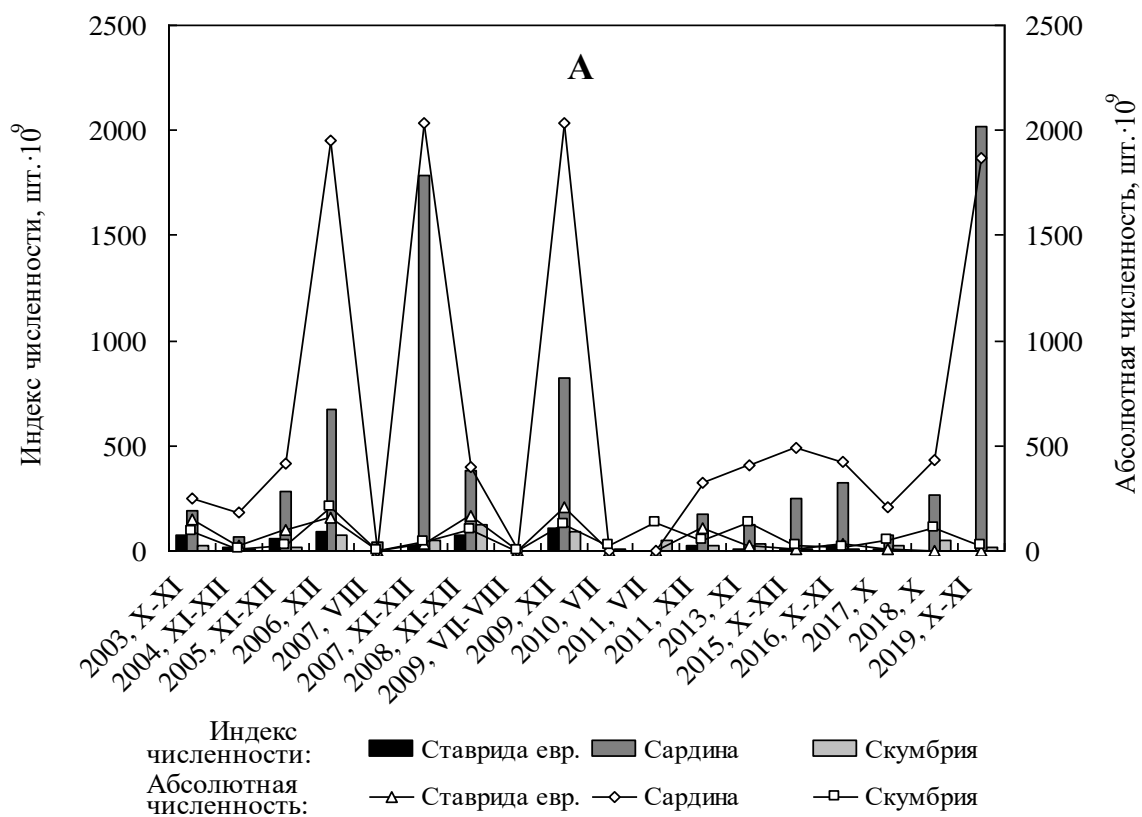 А
Индекс численности, шт.·10⁹
2500
2000
1500
1000
500
0
2500
2000
1500
1000
500
0
Абсолютная численность, шт.·10⁹
2003, X-XI
2004, XI-XII
2005, XI-XII
2006, XII
2007, VIII
2007, XI-XII
2008, XI-XII
2009, VII-VIII
2009, XII
2010, VII
2011, VII
2011, XII
2013, XI
2015, X-XII
2016, X-XI
2017, X
2018, X
2019, X-XI
Индекс
численности:
Ставрида евр.
Сардина
Скумбрия
Абсолютная
численность:
Ставрида евр.
Сардина
Скумбрия